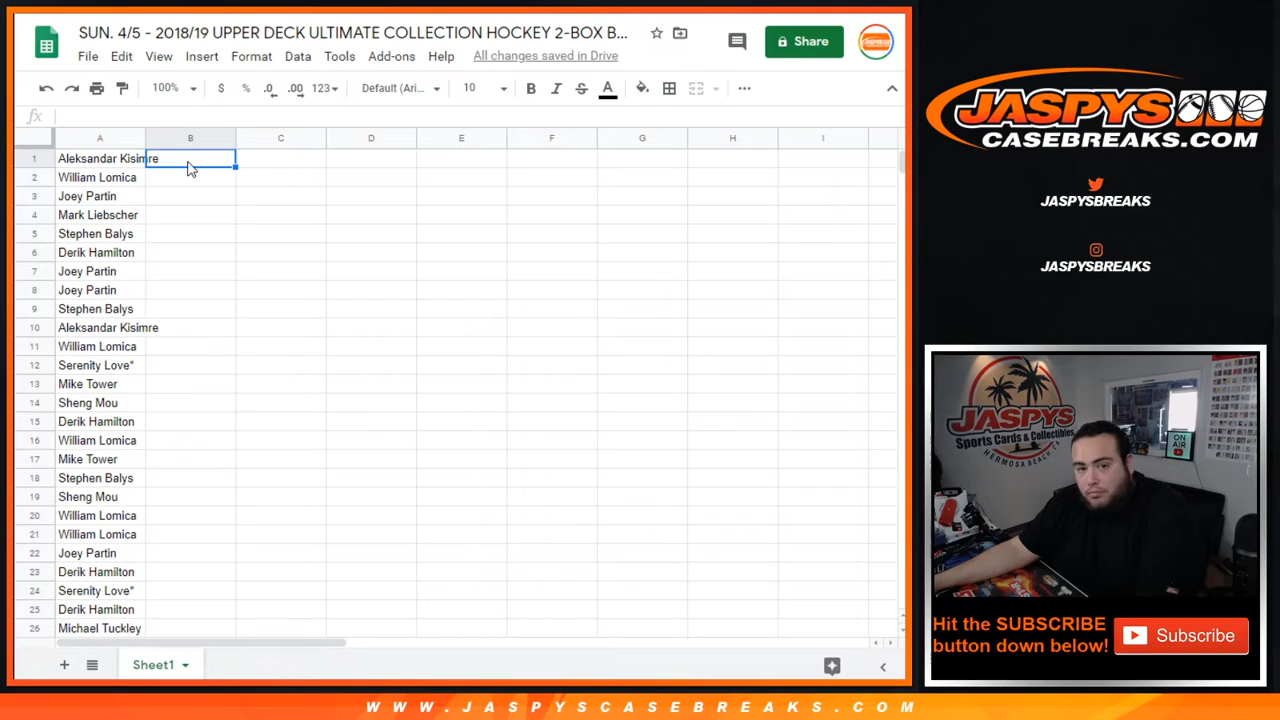 SUN. 4/5 - 2018/19 UPPER DECK ULTIMATE COLLECTION HOCKEY 2-BOX B...
File Edit View Insert Format Data Tools Add-ons Help All changes saved in Drive
Share
100% $ % .0 .00 123 Default (Ari... 10 B I S A
fx
A B C D E F G H I
1 Aleksandar Kisimre
2 William Lomica
3 Joey Partin
4 Mark Liebscher
5 Stephen Balys
6 Derik Hamilton
7 Joey Partin
8 Joey Partin
9 Stephen Balys
10 Aleksandar Kisimre
11 William Lomica
12 Serenity Love*
13 Mike Tower
14 Sheng Mou
15 Derik Hamilton
16 William Lomica
17 Mike Tower
18 Stephen Balys
19 Sheng Mou
20 William Lomica
21 William Lomica
22 Joey Partin
23 Derik Hamilton
24 Serenity Love*
25 Derik Hamilton
26 Michael Tuckley
Sheet1
JASPYS
CASEBREAKS.COM
JASPYSBREAKS
JASPYSBREAKS
JASPYS
Sports Cards & Collectibles
HERMOSA BEACH CA
ON AIR
Hit the SUBSCRIBE
button down below!
Subscribe
WWW.JASPYSCASEBREAKS.COM